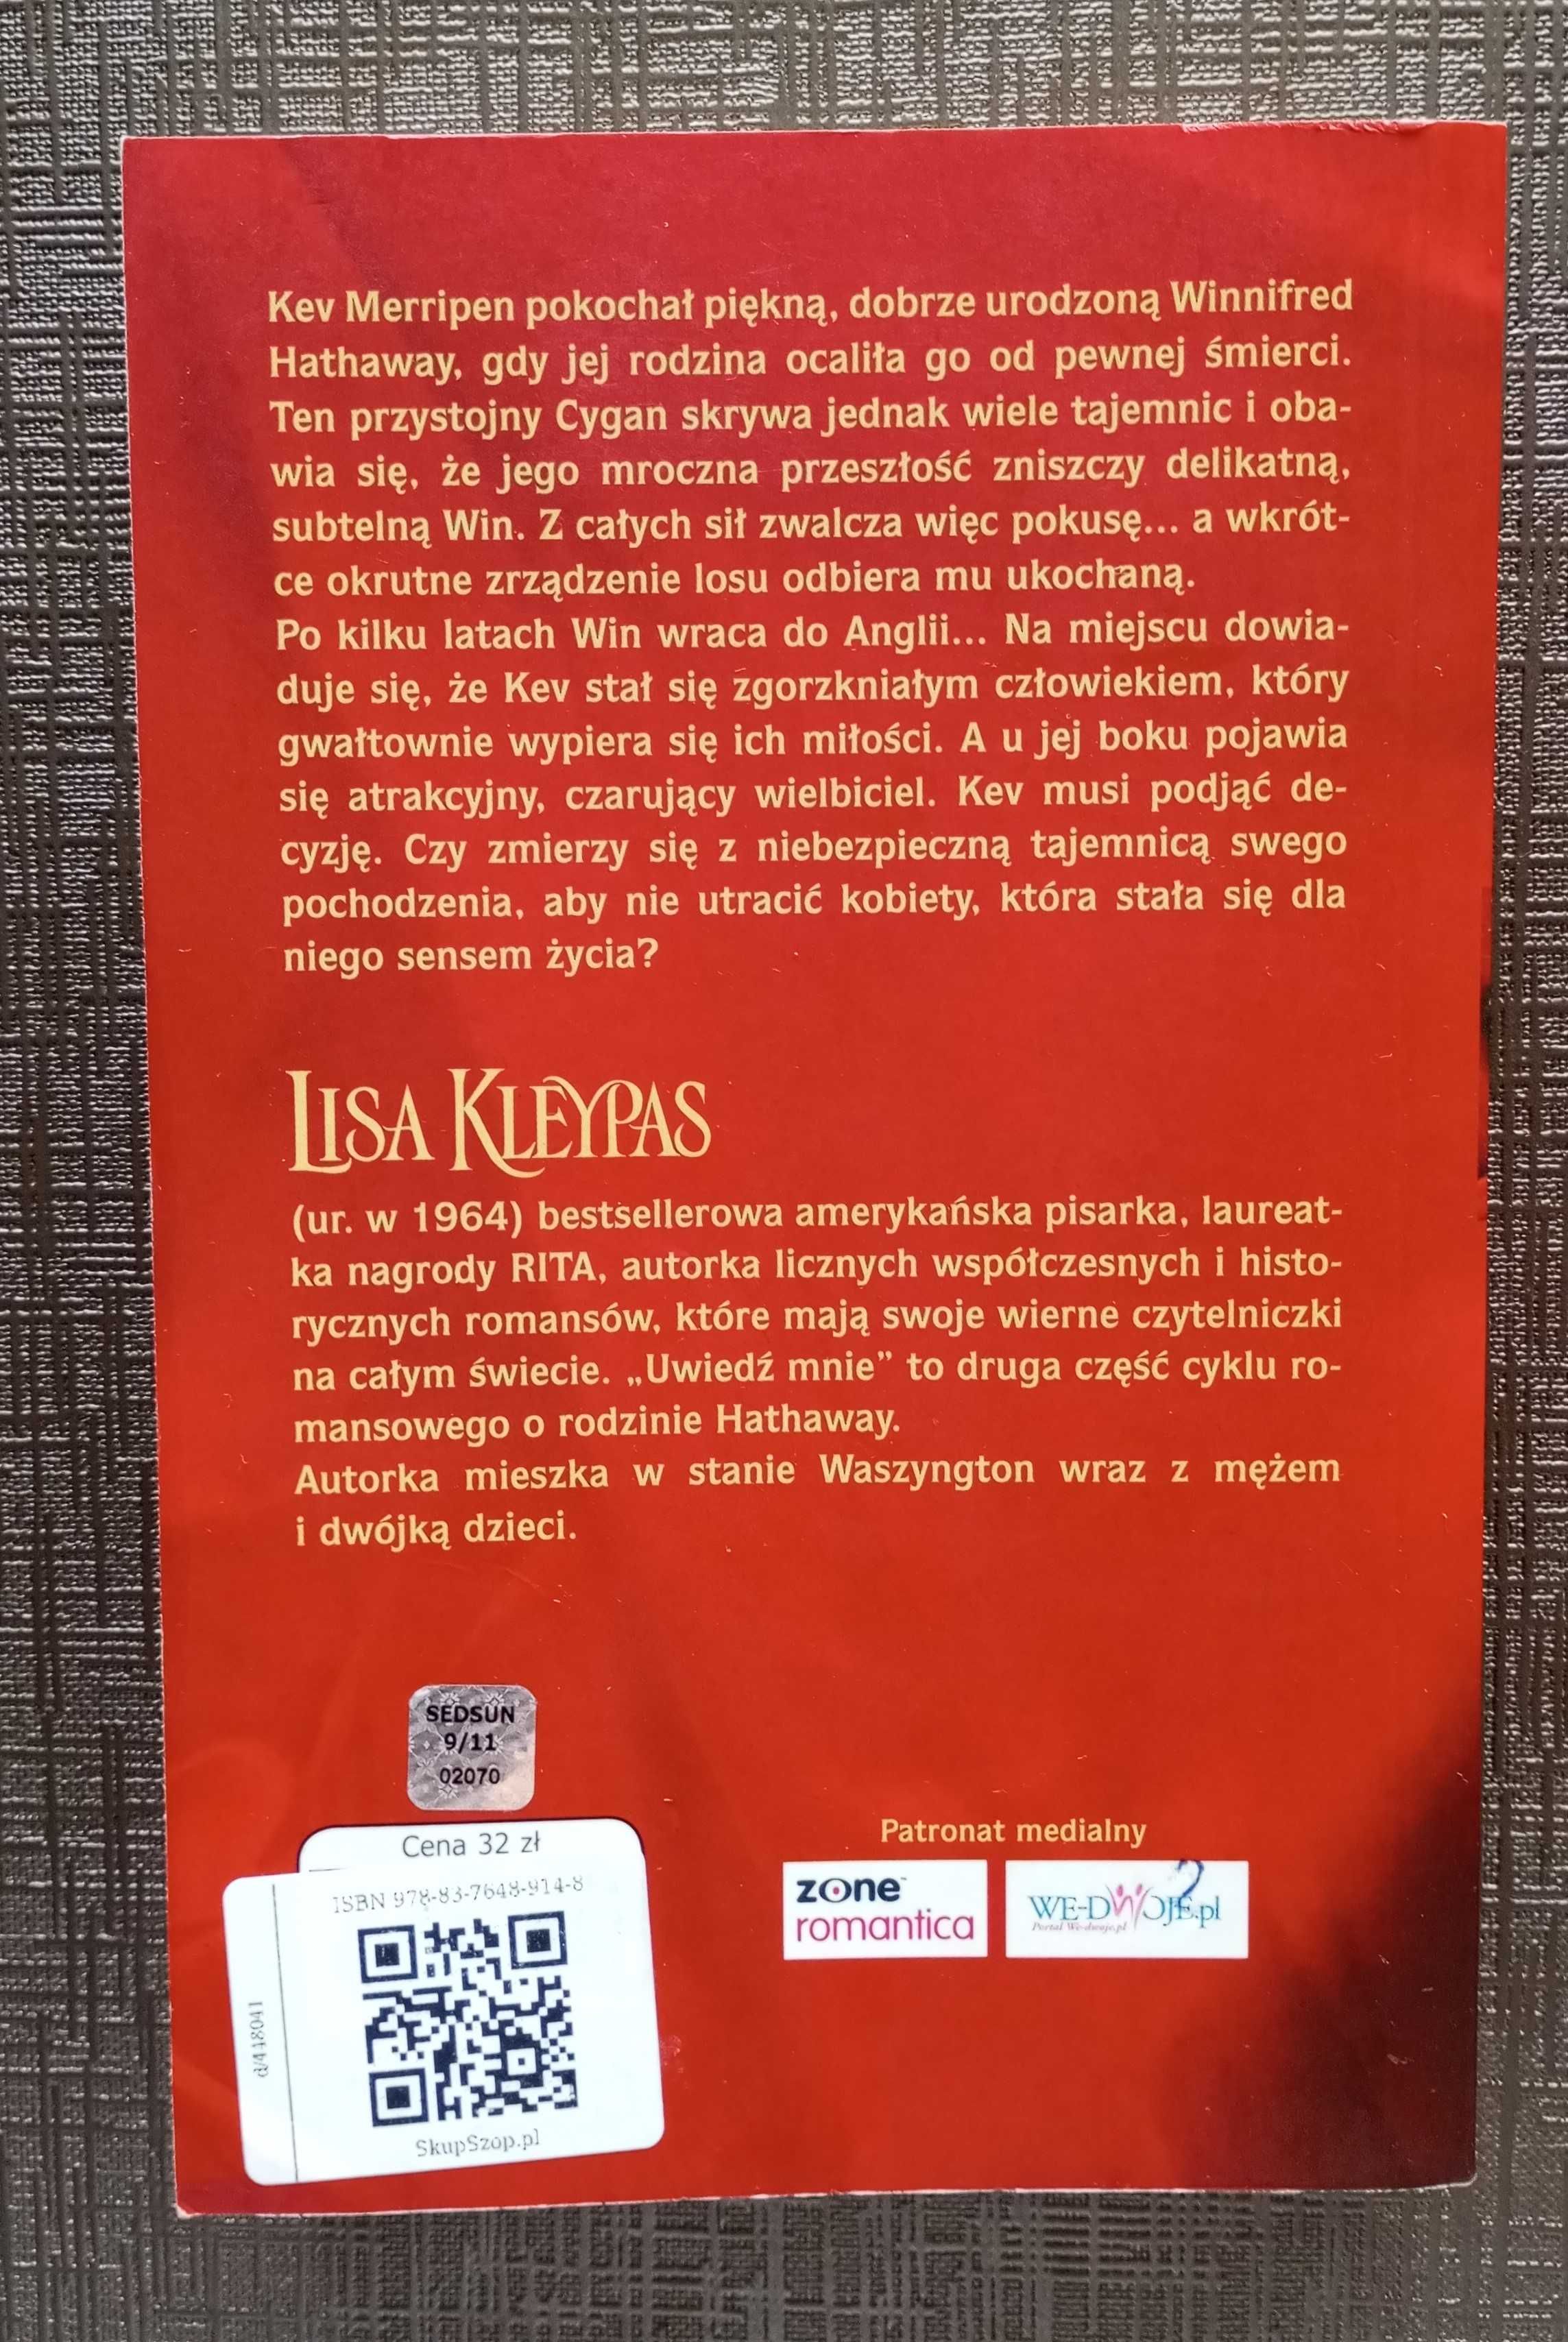 Kev Merripen pokochał piękną, dobrze urodzoną Winnifred
Hathaway, gdy jej rodzina ocaliła go od pewnej śmierci.
Ten przystojny Cygan skrywa jednak wiele tajemnic i oba-
wia się, że jego mroczna przeszłość zniszczy delikatną,
subtelną Win. Z całych sił zwalcza więc pokusę... a wkrót-
ce okrutne zrządzenie losu odbiera mu ukochaną.
Po kilku latach Win wraca do Anglii... Na miejscu dowia-
duje się, że Kev stał się zgorzkniałym człowiekiem, który
gwałtownie wypiera się ich miłości. A u jej boku pojawia
się atrakcyjny, czarujący wielbiciel. Kev musi podjąć de-
cyzję. Czy zmierzy się z niebezpieczną tajemnicą swego
pochodzenia, aby nie utracić kobiety, która stała się dla
niego sensem życia?
LISA KLEYPAS
(ur. w 1964) bestsellerowa amerykańska pisarka, laureat-
ka nagrody RITA, autorka licznych współczesnych i histo-
rycznych romansów, które mają swoje wierne czytelniczki
na całym świecie. „Uwiedź mnie” to druga część cyklu ro-
mansowego o rodzinie Hathaway.
Autorka mieszka w stanie Waszyngton wraz z mężem
i dwójką dzieci.
SEDSUN
9/11
02070
Cena 32 zł
ISBN 978-83-7648-914-8
d/448041
SkupSzop.pl
Patronat medialny
zone™
romantica
WE-DWOJE.pl
Portal We-dwoje.pl
2